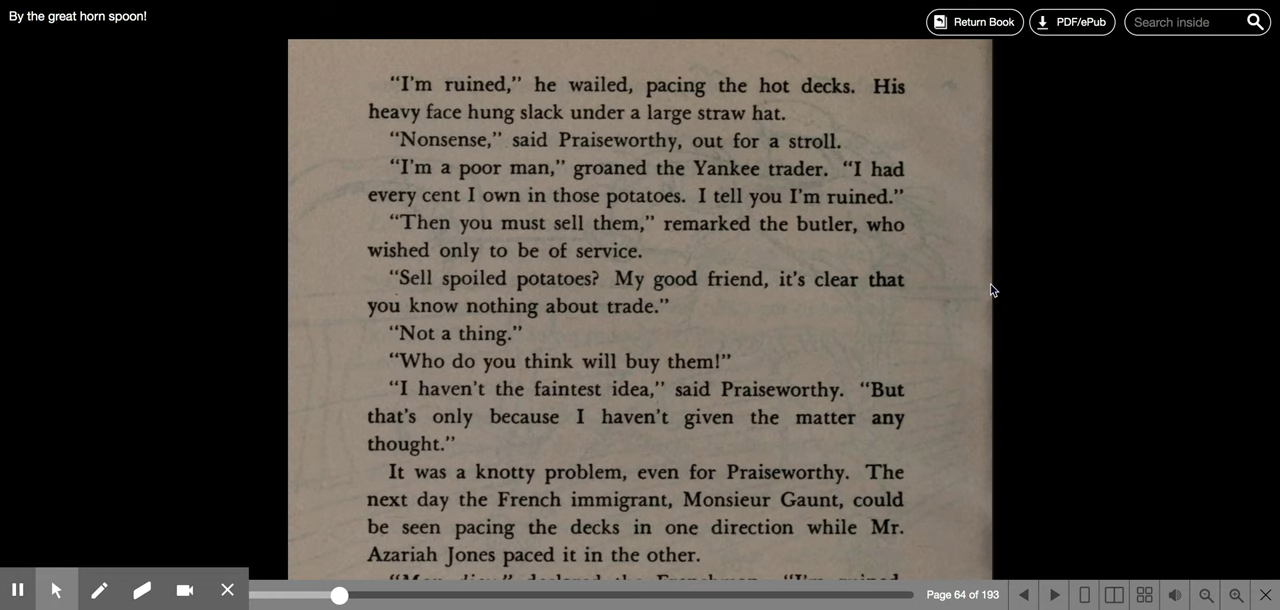 By the great horn spoon!
Return Book
PDF/ePub
Search inside
“I'm ruined,” he wailed, pacing the hot decks. His
heavy face hung slack under a large straw hat.
“Nonsense,” said Praiseworthy, out for a stroll.
“I'm a poor man,” groaned the Yankee trader. “I had
every cent I own in those potatoes. I tell you I'm ruined.”
“Then you must sell them,” remarked the butler, who
wished only to be of service.
“Sell spoiled potatoes? My good friend, it's clear that
you know nothing about trade.”
“Not a thing.”
“Who do you think will buy them!”
“I haven't the faintest idea,” said Praiseworthy. “But
that's only because I haven't given the matter any
thought.”
It was a knotty problem, even for Praiseworthy. The
next day the French immigrant, Monsieur Gaunt, could
be seen pacing the decks in one direction while Mr.
Azariah Jones paced it in the other.
Page 64 of 193